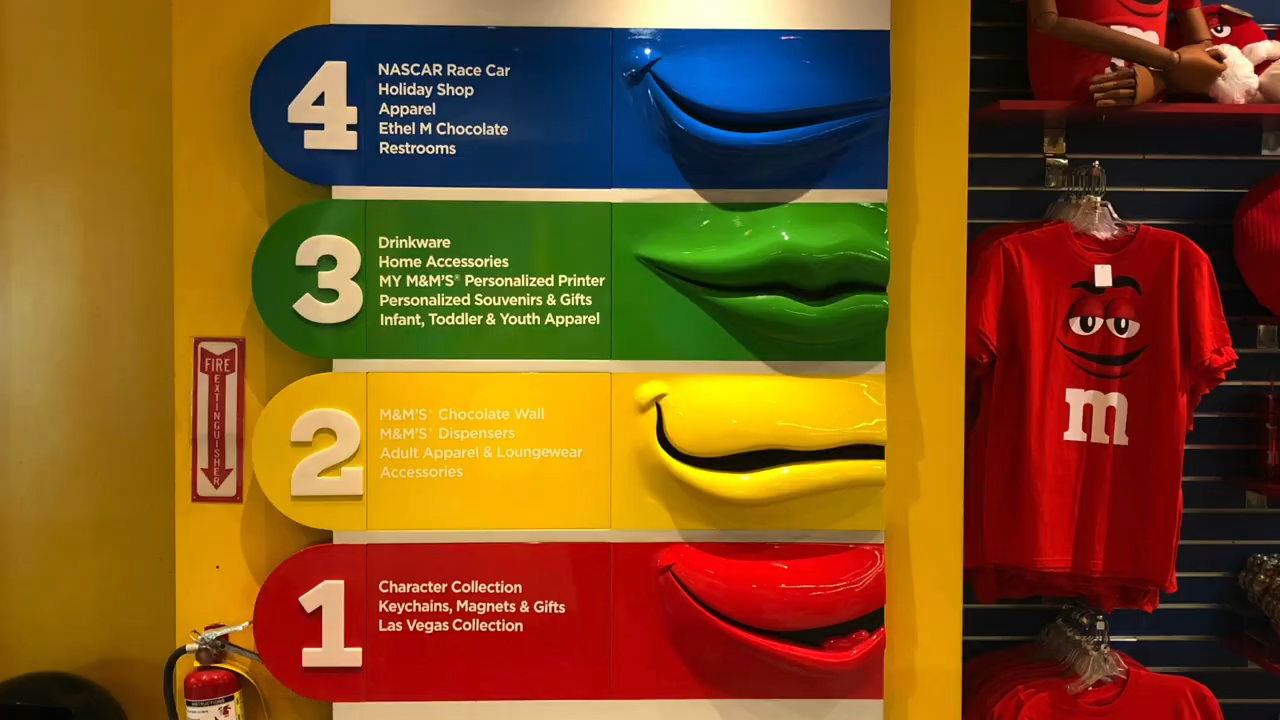 4
NASCAR Race Car
Holiday Shop
Apparel
Ethel M Chocolate
Restrooms
3
Drinkware
Home Accessories
MY M&M'S® Personalized Printer
Personalized Souvenirs & Gifts
Infant, Toddler & Youth Apparel
FIRE
EXTINGUISHER
2
M&M'S® Chocolate Wall
M&M'S® Dispensers
Adult Apparel & Loungewear
Accessories
1
Character Collection
Keychains, Magnets & Gifts
Las Vegas Collection
INSTRUCTIONS
m
m